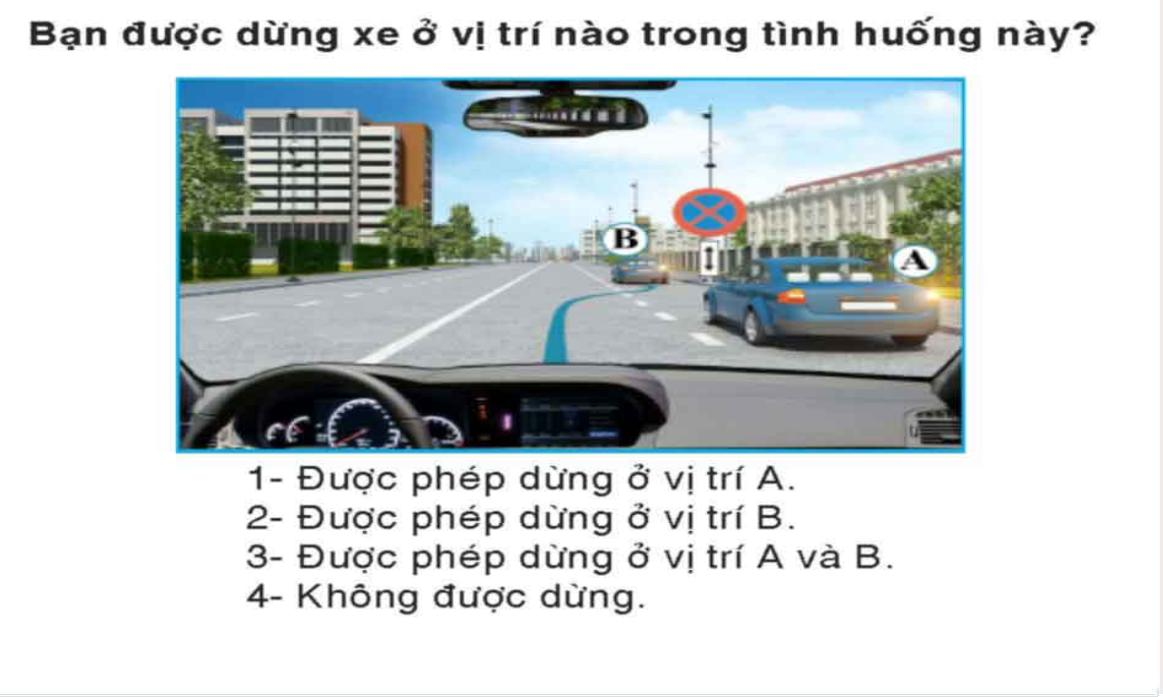 Bạn được dừng xe ở vị trí nào trong tình huống này?
B
A
1- Được phép dừng ở vị trí A.
2- Được phép dừng ở vị trí B.
3- Được phép dừng ở vị trí A và B.
4- Không được dừng.